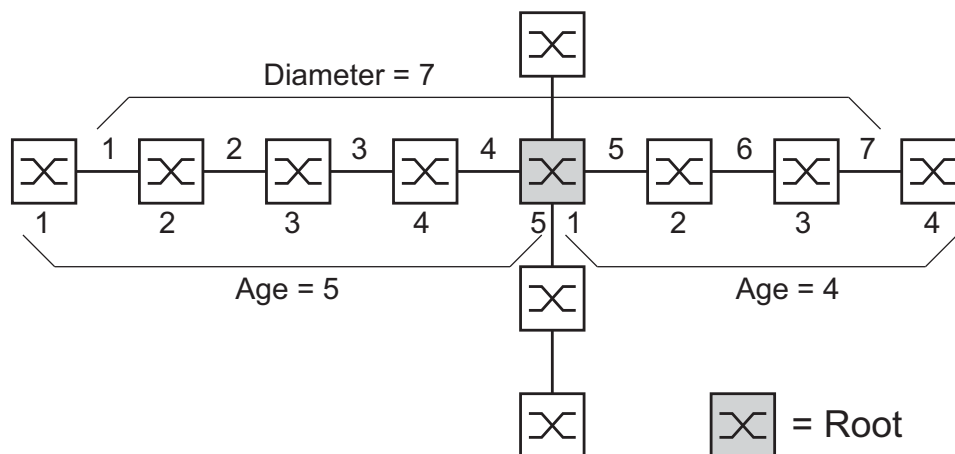 Diameter = 7
1 2 3 4 5 6 7
1 2 3 4 5 1 2 3 4
Age = 5 Age = 4
= Root